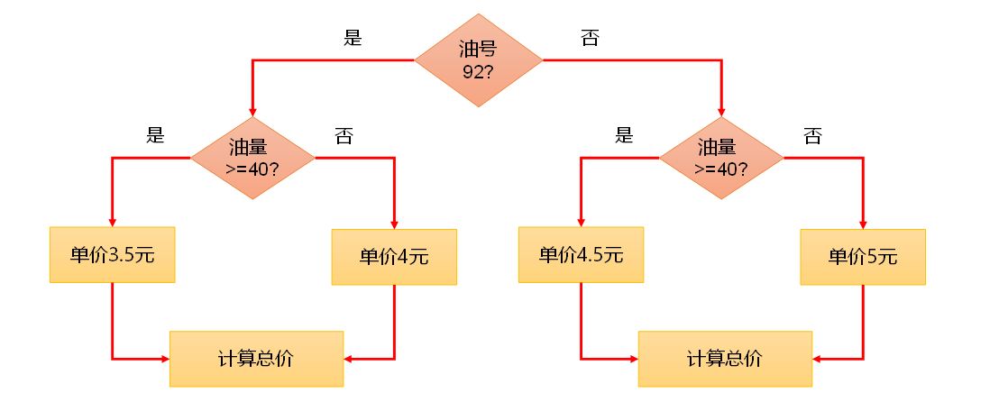 是
否
油号
92?
是
否
是
否
油量
>=40?
油量
>=40?
单价3.5元
单价4元
单价4.5元
单价5元
计算总价
计算总价